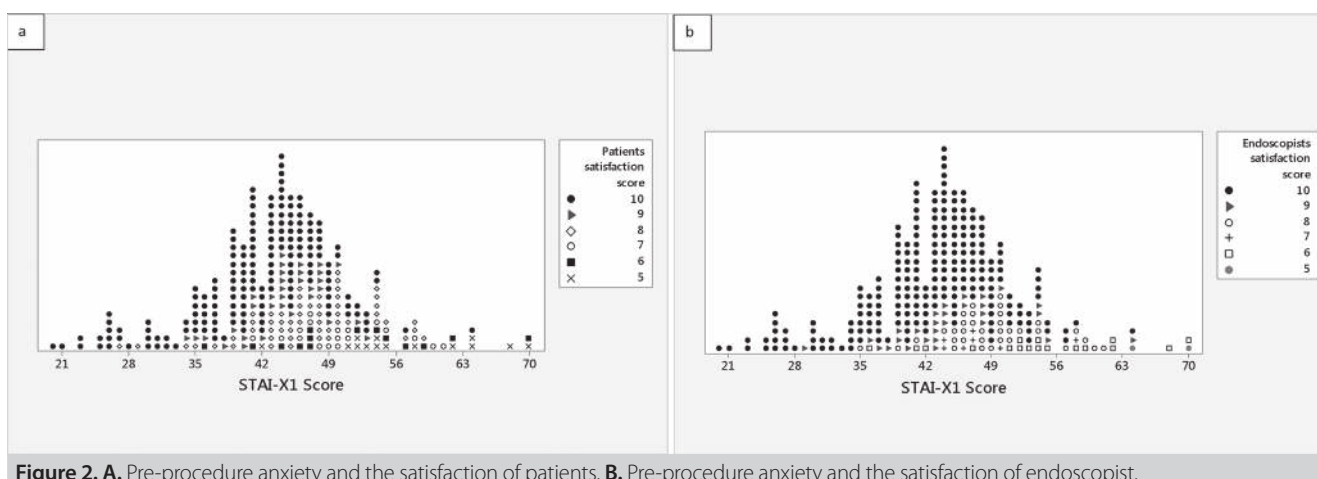 a
Patients
satisfaction
score
10
9
8
7
6
5
21 28 35 42 49 56 63 70
STAI-X1 Score
b
Endoscopists
satisfaction
score
10
9
8
7
6
5
21 28 35 42 49 56 63 70
STAI-X1 Score
Figure 2. A. Pre-procedure anxiety and the satisfaction of patients. B. Pre-procedure anxiety and the satisfaction of endoscopist.